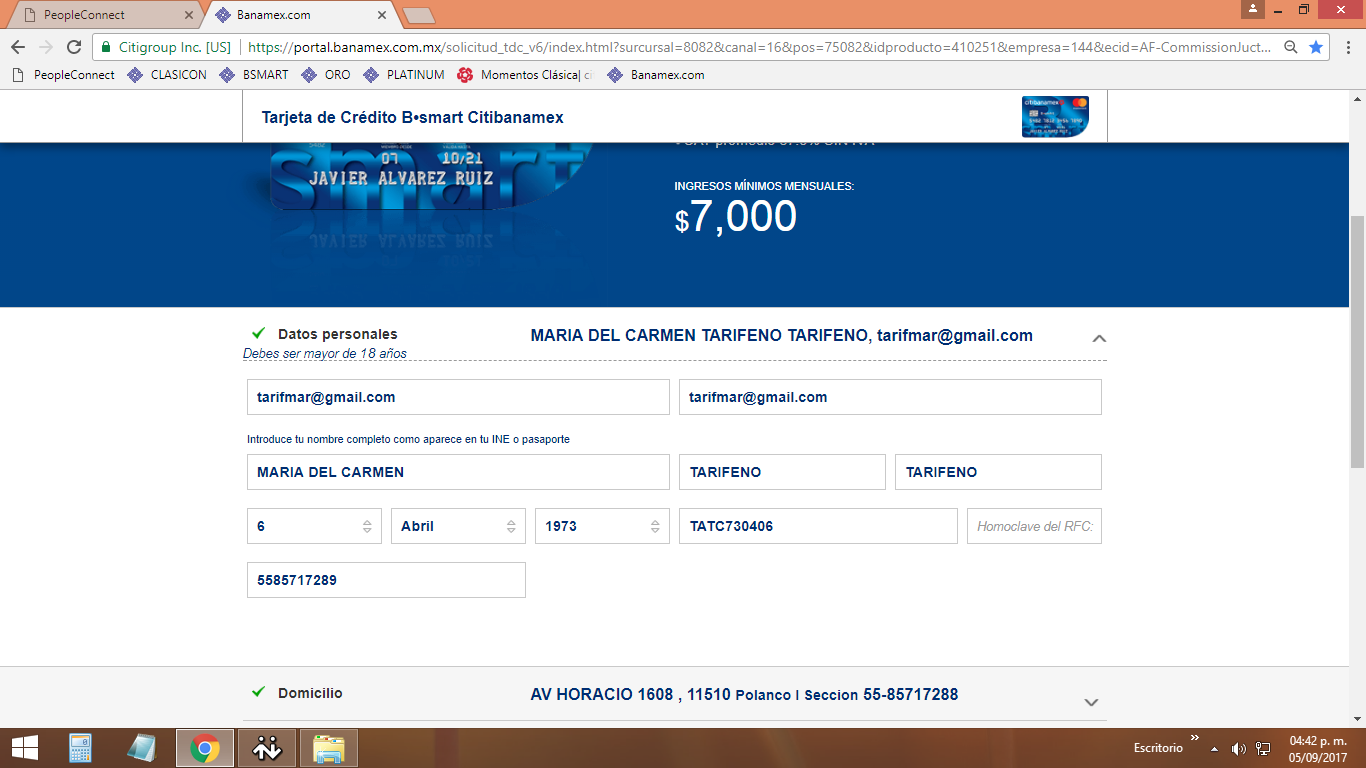 PeopleConnect
Banamex.com
Citigroup Inc. [US] https://portal.banamex.com.mx/solicitud_tdc_v6/index.html?surcursal=8082&canal=16&pos=75082&idproducto=410251&empresa=144&ecid=AF-CommissionJuct...
PeopleConnect CLASICON BSMART ORO PLATINUM Momentos Clásica| ci Banamex.com
Tarjeta de Crédito B•smart Citibanamex
citibanamex
smart
07 10/21
JAVIER ALVAREZ RUIZ
INGRESOS MÍNIMOS MENSUALES:
$7,000
Datos personales MARIA DEL CARMEN TARIFENO TARIFENO, tarifmar@gmail.com
Debes ser mayor de 18 años
tarifmar@gmail.com tarifmar@gmail.com
Introduce tu nombre completo como aparece en tu INE o pasaporte
MARIA DEL CARMEN TARIFENO TARIFENO
6 Abril 1973 TATC730406 Homoclave del RFC:
5585717289
Domicilio AV HORACIO 1608 , 11510 Polanco I Seccion 55-85717288
Escritorio 04:42 p. m.
05/09/2017